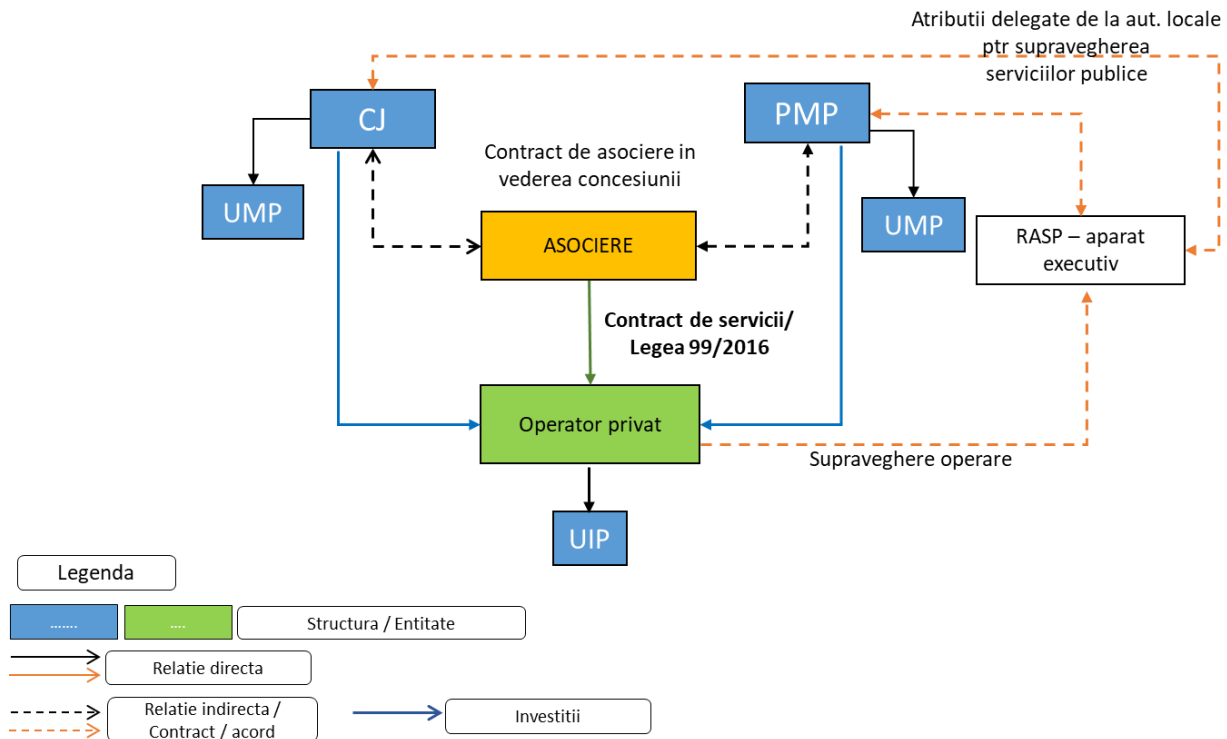 Atributii delegate de la aut. locale
ptr supravegherea
serviciilor publice
CJ
PMP
Contract de asociere in
vederea concesiunii
UMP
UMP
ASOCIERE
RASP – aparat
executiv
Contract de servicii/
Legea 99/2016
Operator privat
Supraveghere operare
UIP
Legenda
.......
....
Structura / Entitate
Relatie directa
Relatie indirecta /
Contract / acord
Investitii